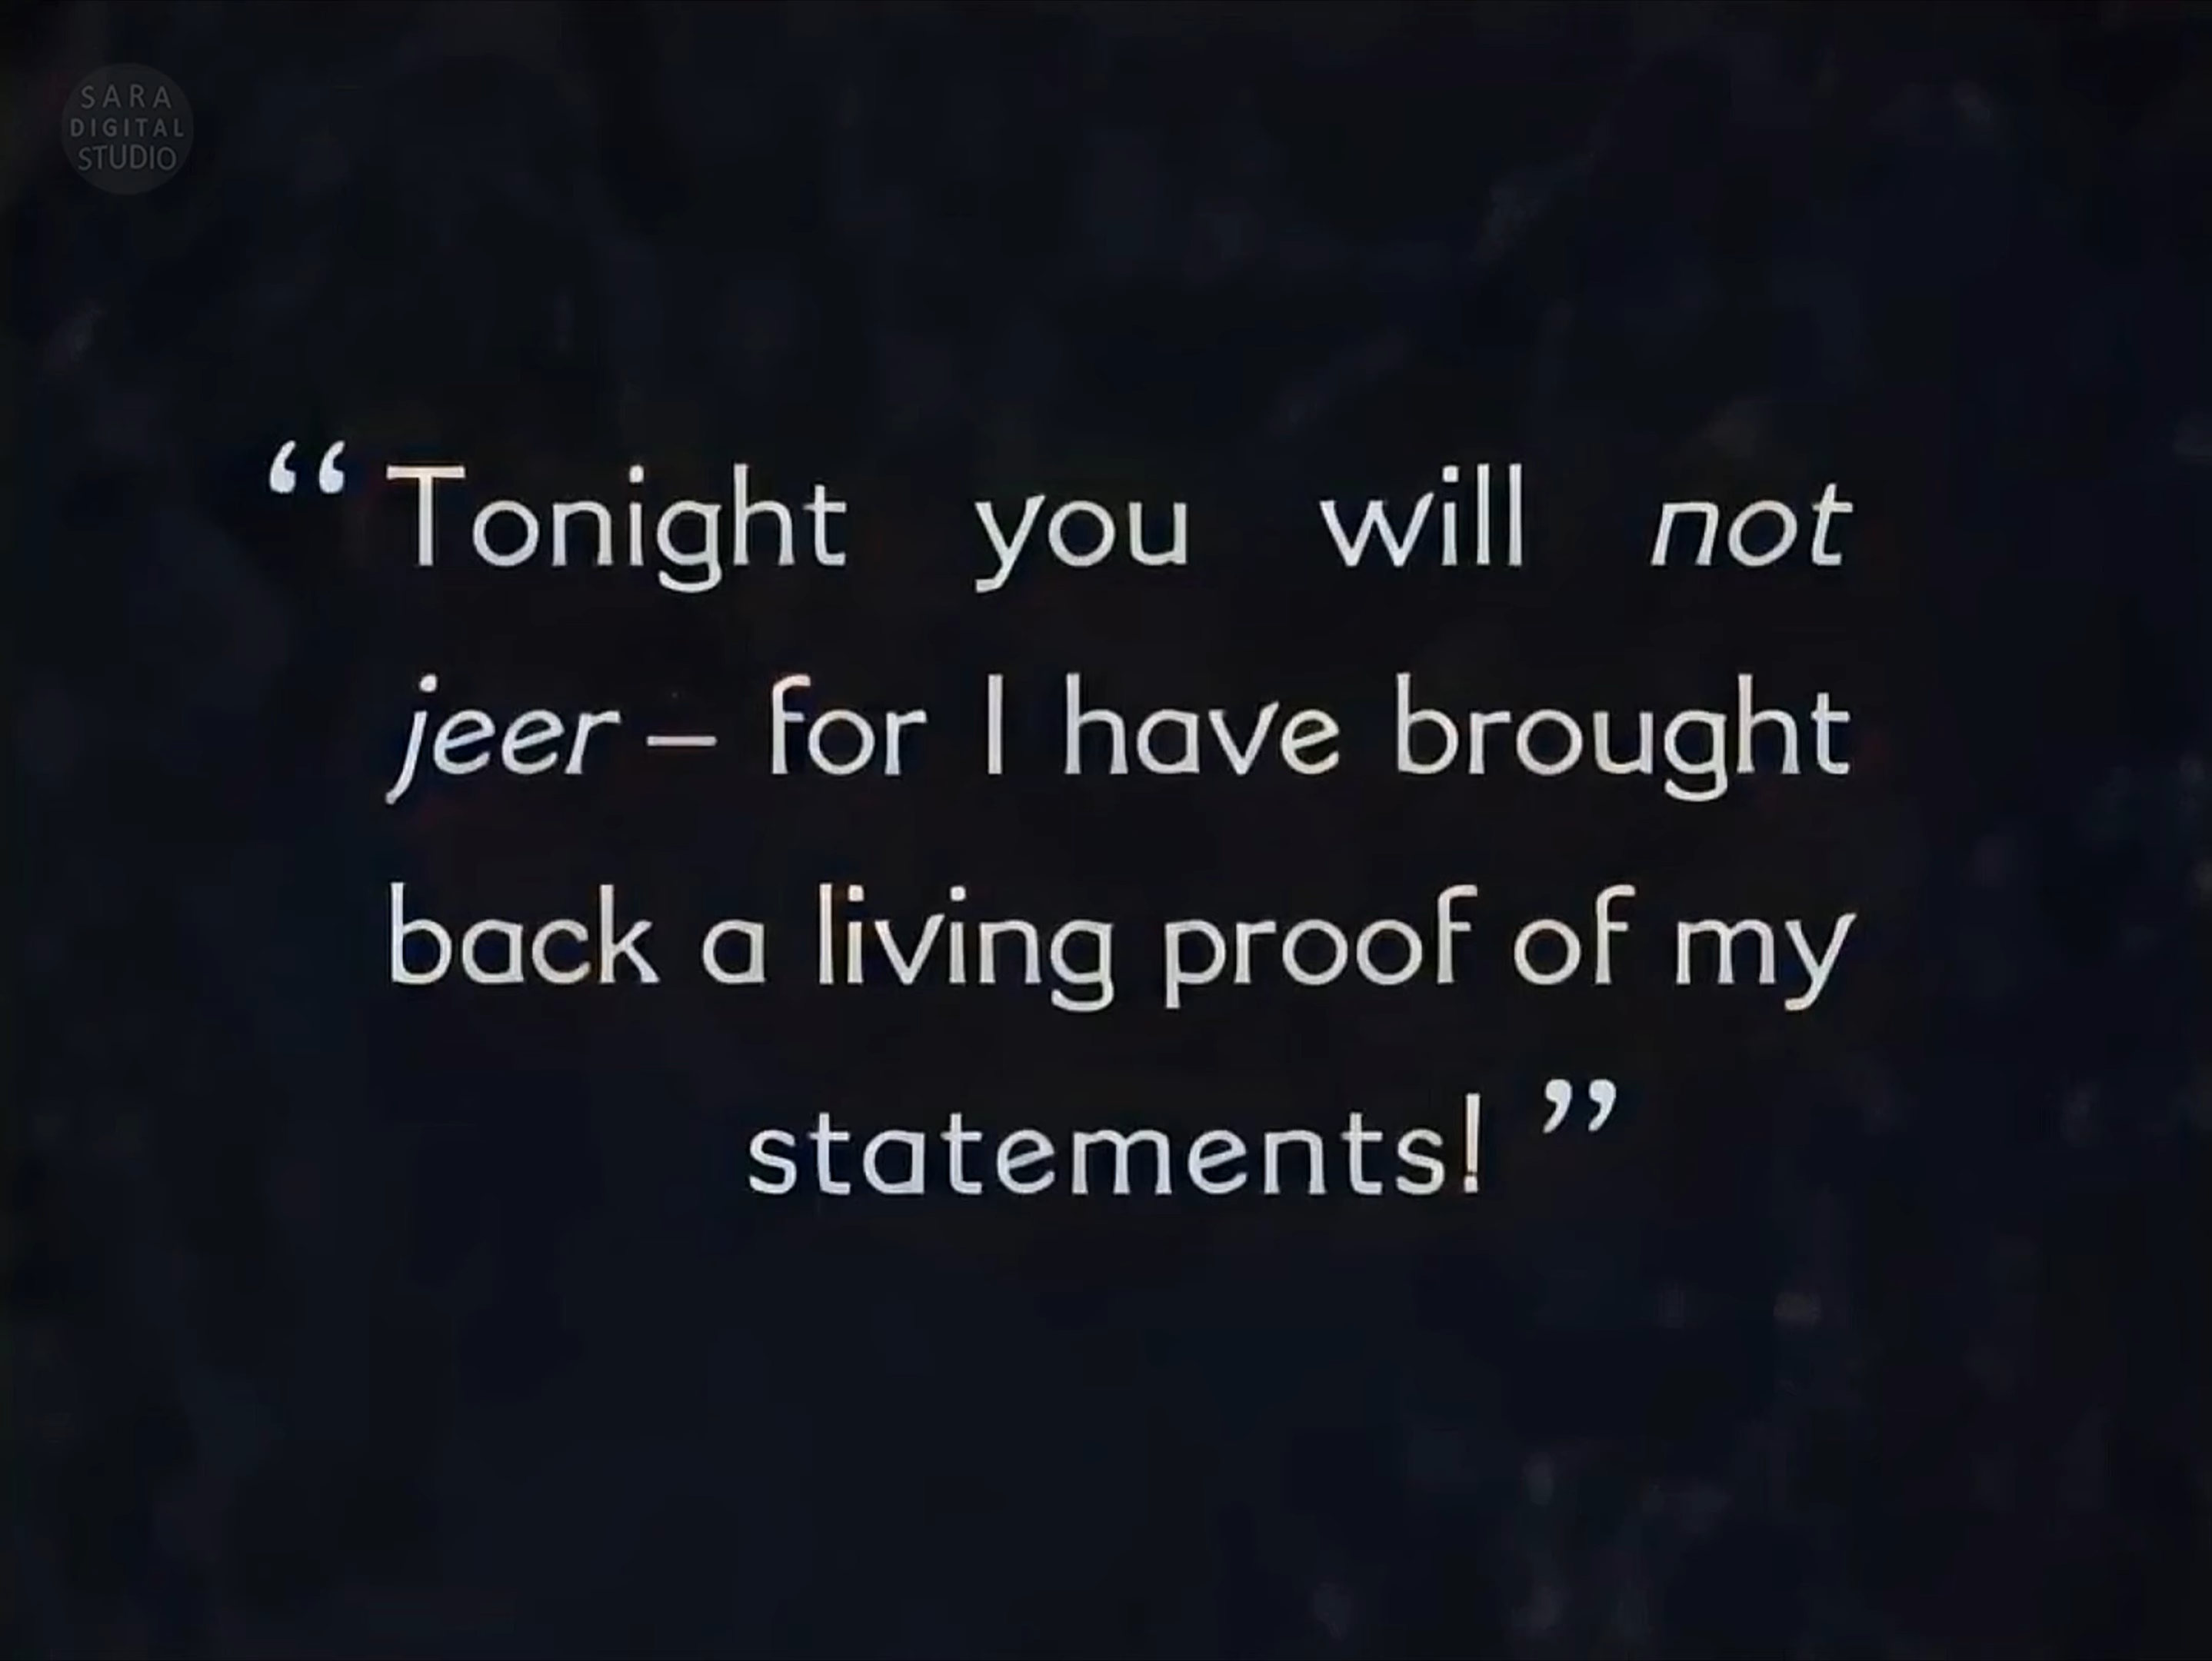 SARA
DIGITAL
STUDIO
“Tonight you will not
jeer – for I have brought
back a living proof of my
statements!”